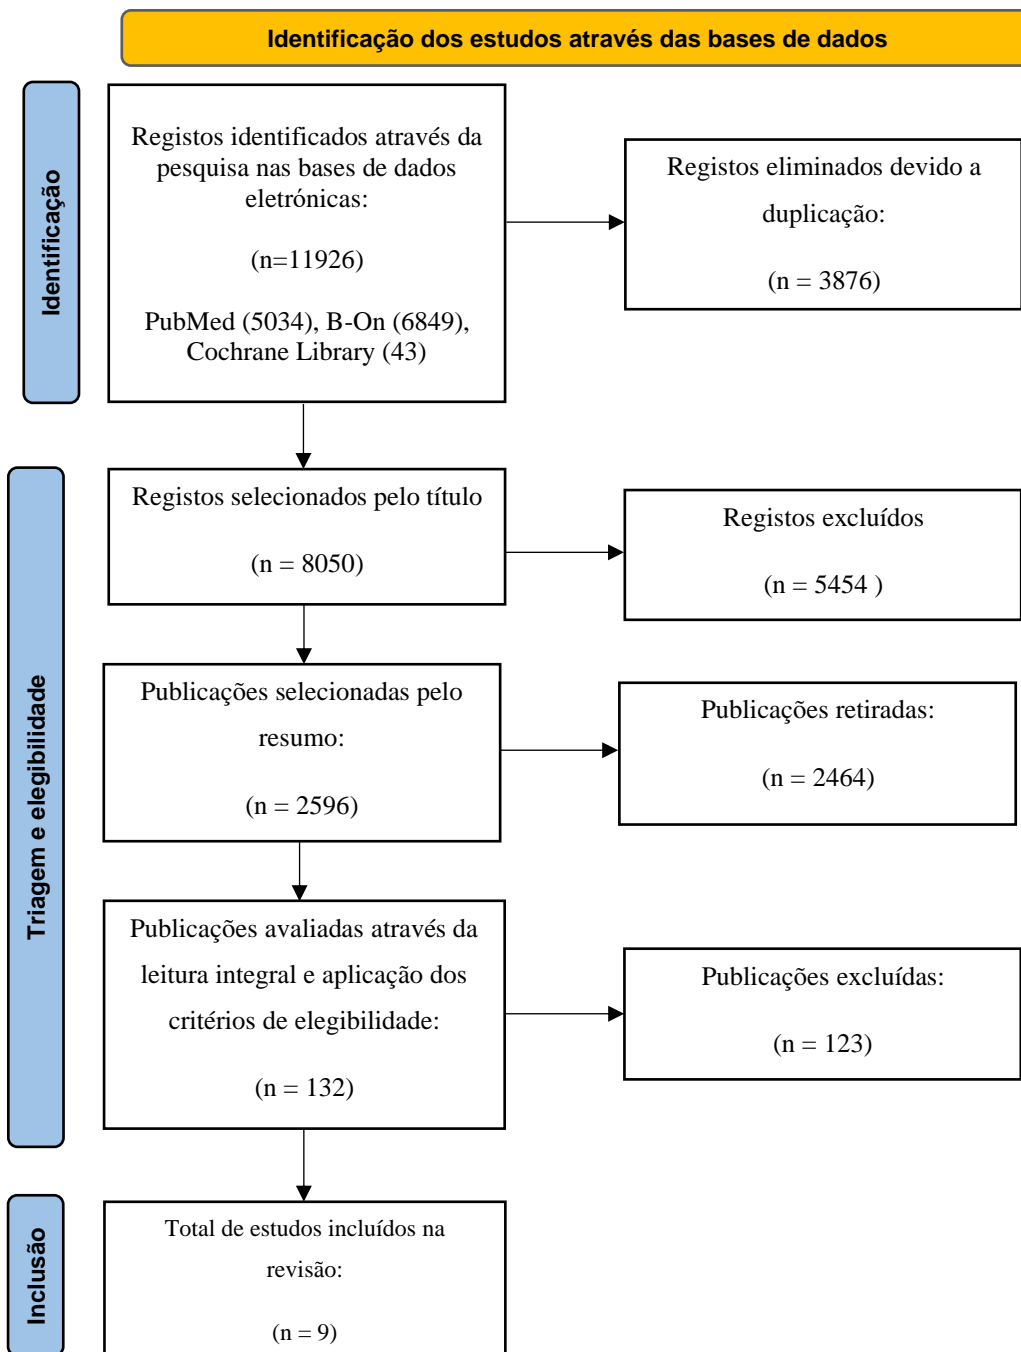 Identificação dos estudos através das bases de dados
Identificação
Registos identificados através da
pesquisa nas bases de dados
eletrónicas:
(n=11926)
PubMed (5034), B-On (6849),
Cochrane Library (43)
Registos eliminados devido a
duplicação:
(n = 3876)
Triagem e elegibilidade
Registos selecionados pelo título
(n = 8050)
Registos excluídos
(n = 5454 )
Publicações selecionadas pelo
resumo:
(n = 2596)
Publicações retiradas:
(n = 2464)
Publicações avaliadas através da
leitura integral e aplicação dos
critérios de elegibilidade:
(n = 132)
Publicações excluídas:
(n = 123)
Inclusão
Total de estudos incluídos na
revisão:
(n = 9)